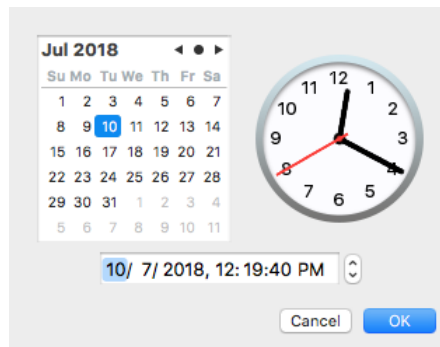 Jul 2018
Su Mo Tu We Th Fr Sa
1 2 3 4 5 6 7
8 9 10 11 12 13 14
15 16 17 18 19 20 21
22 23 24 25 26 27 28
29 30 31 1 2 3 4
5 6 7 8 9 10 11
12
11 1
10 2
9 3
8 4
7 5
6
10/ 7/ 2018, 12: 19:40 PM
Cancel OK